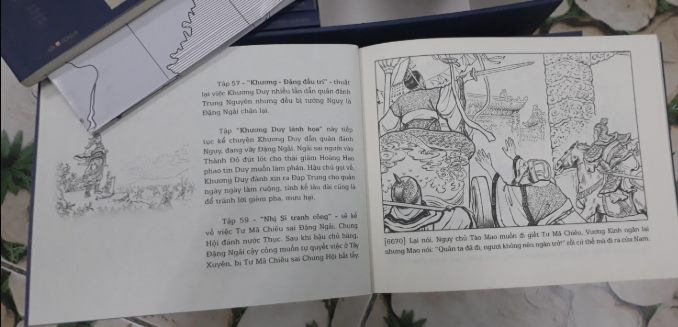 Tập 57 - "Khương - Đặng đấu trí" - thuật
lại việc Khương Duy nhiều lần dẫn quân đánh
Trung Nguyên nhưng đều bị tướng Ngụy là
Đặng Ngải chặn lại.
Tập "Khương Duy lánh họa" này tiếp
tục kể chuyện Khương Duy dẫn quân đánh
Ngụy, đang vây Đặng Ngải. Ngải sai người vào
Thành Đô đút lót cho thái giám Hoàng Hạo
phao tin Duy muốn làm phản. Hậu chủ gọi về,
Khương Duy đành xin ra Đạp Trung cho quân
ngày ngày làm ruộng, tính kế lâu dài cũng là
để tránh lời gièm pha, mưu hại.
Tập 59 - "Nhị Sĩ tranh công" - sẽ kể
về việc Tư Mã Chiêu sai Đặng Ngải, Chung
Hội đánh nước Thục. Sau khi hậu chủ hàng,
Đặng Ngải cậy công muốn tự quyết việc ở Tây
Xuyên, bị Tư Mã Chiêu sai Chung Hội bắt lấy.
[6670] Lại nói, Ngụy chủ Tào Mao muốn đi giết Tư Mã Chiêu, Vương Kinh ngăn lại
nhưng Mao nói: "Quân ta đã đi, ngươi không nên ngăn trở!" rồi cứ thế mà đi ra cửa Nam.